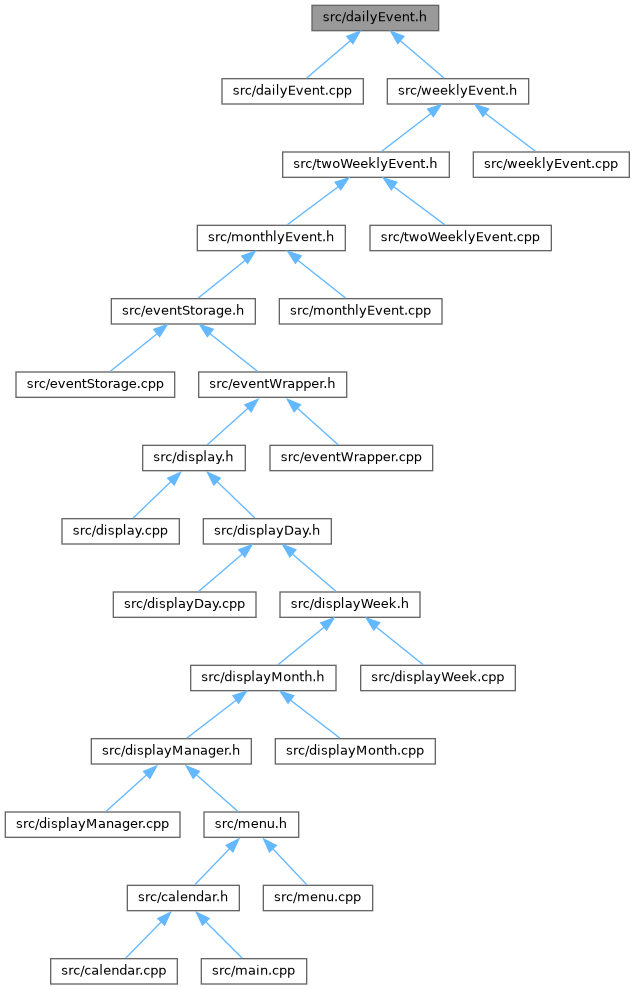 src/dailyEvent.h
src/dailyEvent.cpp
src/weeklyEvent.h
src/twoWeeklyEvent.h
src/weeklyEvent.cpp
src/monthlyEvent.h
src/twoWeeklyEvent.cpp
src/eventStorage.h
src/monthlyEvent.cpp
src/eventStorage.cpp
src/eventWrapper.h
src/display.h
src/eventWrapper.cpp
src/display.cpp
src/displayDay.h
src/displayDay.cpp
src/displayWeek.h
src/displayMonth.h
src/displayWeek.cpp
src/displayManager.h
src/displayMonth.cpp
src/displayManager.cpp
src/menu.h
src/calendar.h
src/menu.cpp
src/calendar.cpp
src/main.cpp